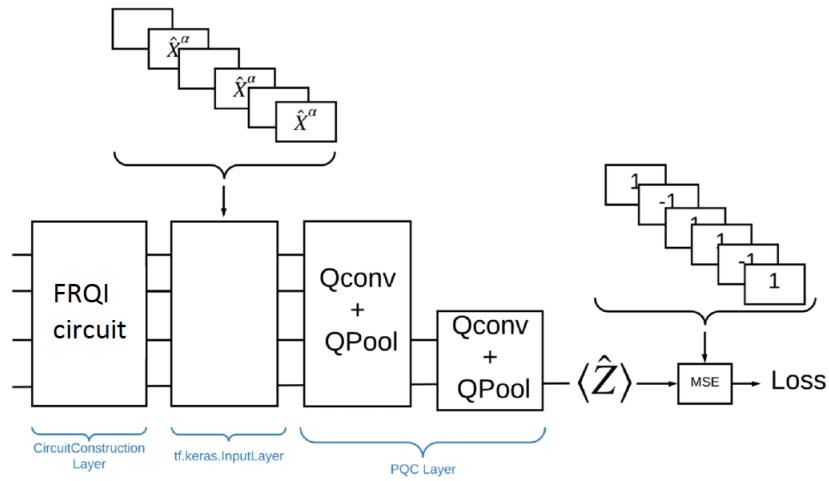 X̂^α
X̂^α
X̂^α
1
-1
1
1
-1
1
FRQI
circuit
Qconv
+
QPool
Qconv
+
QPool
⟨Ẑ⟩
MSE
Loss
CircuitConstruction
Layer
tf.keras.InputLayer
PQC Layer